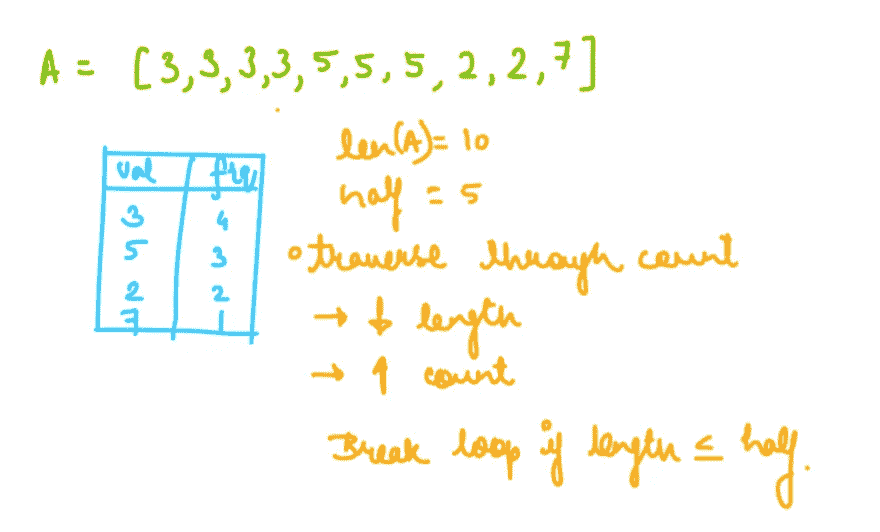 A = [3,3,3,3,5,5,5,2,2,7]
len(A)= 10
half = 5
val frq
3 4
5 3
2 2
7 1
traverse through count
→ ↓ length
→ ↑ count
Break loop if length ≤ half.